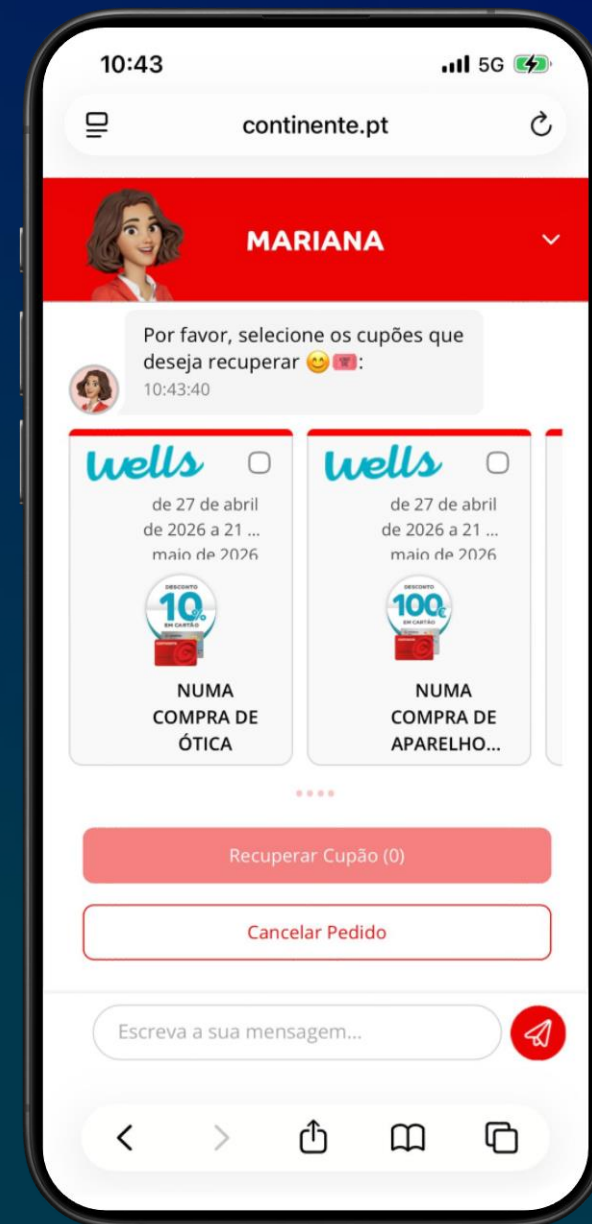 10:43
5G
continente.pt
MARIANA
Por favor, selecione os cupões que
deseja recuperar 😊🎟️:
10:43:40
wells
de 27 de abril
de 2026 a 21 ...
maio de 2026
DESCONTO
10%
EM CARTÃO
NUMA
COMPRA DE
ÓTICA
wells
de 27 de abril
de 2026 a 21 ...
maio de 2026
DESCONTO
100€
EM CARTÃO
NUMA
COMPRA DE
APARELHO...
Recuperar Cupão (0)
Cancelar Pedido
Escreva a sua mensagem...